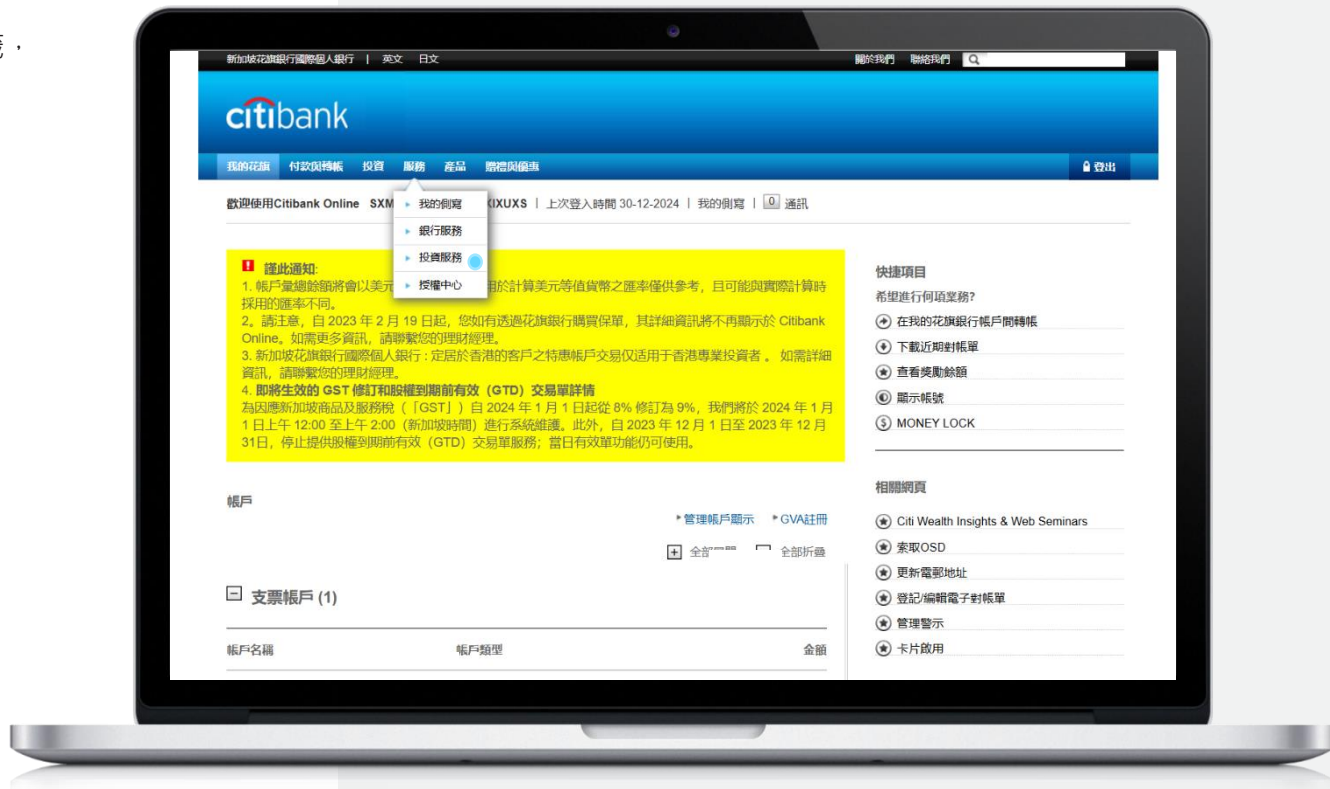 ，
新加坡花旗銀行國際個人銀行 | 英文 日文 關於我們 聯絡我們
citibank
我的花旗 付款與轉帳 投資 服務 產品 贈禮與優惠 登出
歡迎使用Citibank Online SXM XIXUXS | 上次登入時間 30-12-2024 | 我的側寫 | 0 通訊
我的側寫
銀行服務
投資服務
授權中心
謹此通知:
1. 帳戶彙總餘額將會以美元 用於計算美元等值貨幣之匯率僅供參考，且可能與實際計算時
採用的匯率不同。
2。請注意，自 2023 年 2 月 19 日起，您如有透過花旗銀行購買保單，其詳細資訊將不再顯示於 Citibank
Online。如需更多資訊，請聯繫您的理財經理。
3. 新加坡花旗銀行國際個人銀行 : 定居於香港的客戶之特惠帳戶交易仅适用于香港專業投資者 。 如需詳細
資訊，請聯繫您的理財經理。
4. 即將生效的 GST 修訂和股權到期前有效（GTD）交易單詳情
為因應新加坡商品及服務稅（「GST」）自 2024 年 1 月 1 日起從 8% 修訂為 9%，我們將於 2024 年 1 月
1 日上午 12:00 至上午 2:00（新加坡時間）進行系統維護。此外，自 2023 年 12 月 1 日至 2023 年 12 月
31日，停止提供股權到期前有效（GTD）交易單服務；當日有效單功能仍可使用。
快捷項目
希望進行何項業務?
在我的花旗銀行帳戶間轉帳
下載近期對帳單
查看獎勵餘額
顯示帳號
MONEY LOCK
帳戶
管理帳戶顯示 GVA註冊
全部 全部折疊
支票帳戶 (1)
帳戶名稱 帳戶類型 金額
相關網頁
Citi Wealth Insights & Web Seminars
索取OSD
更新電郵地址
登記/編輯電子對帳單
管理警示
卡片啟用